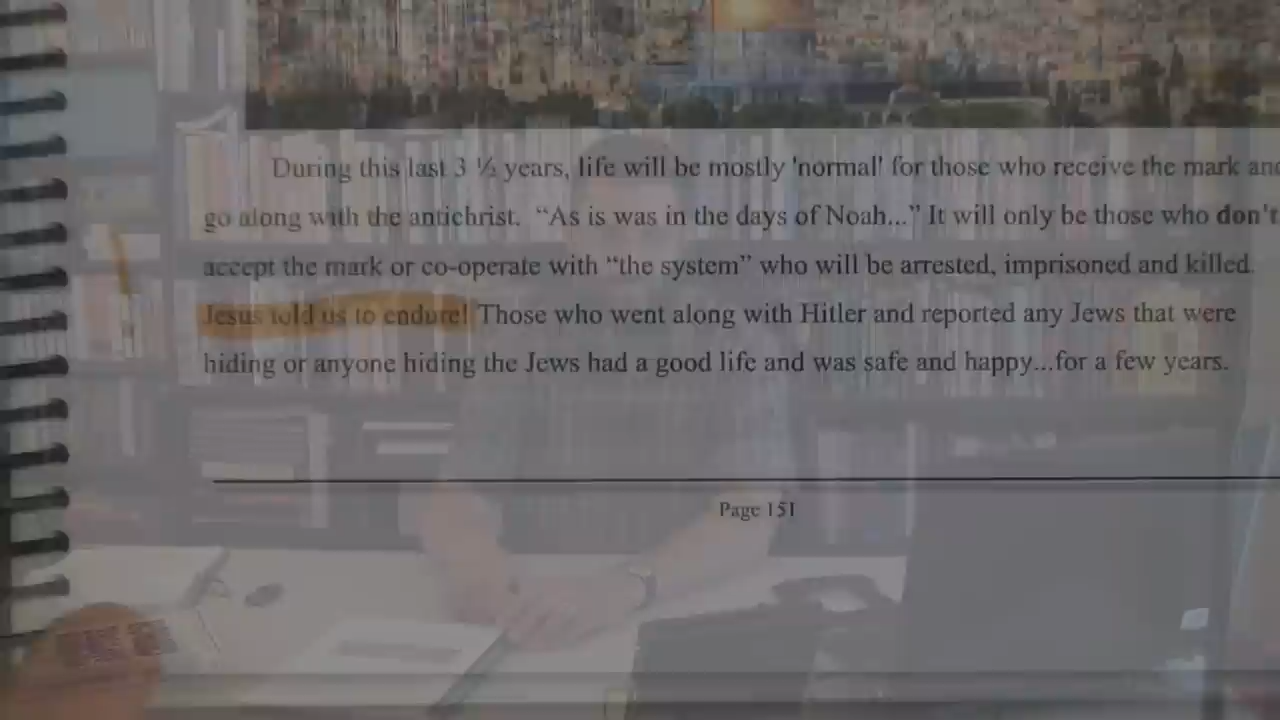 During this last 3 ½ years, life will be mostly 'normal' for those who receive the mark and
go along with the antichrist. “As is was in the days of Noah...” It will only be those who don't
accept the mark or co-operate with “the system” who will be arrested, imprisoned and killed.
Jesus told us to endure! Those who went along with Hitler and reported any Jews that were
hiding or anyone hiding the Jews had a good life and was safe and happy...for a few years.
Page 151